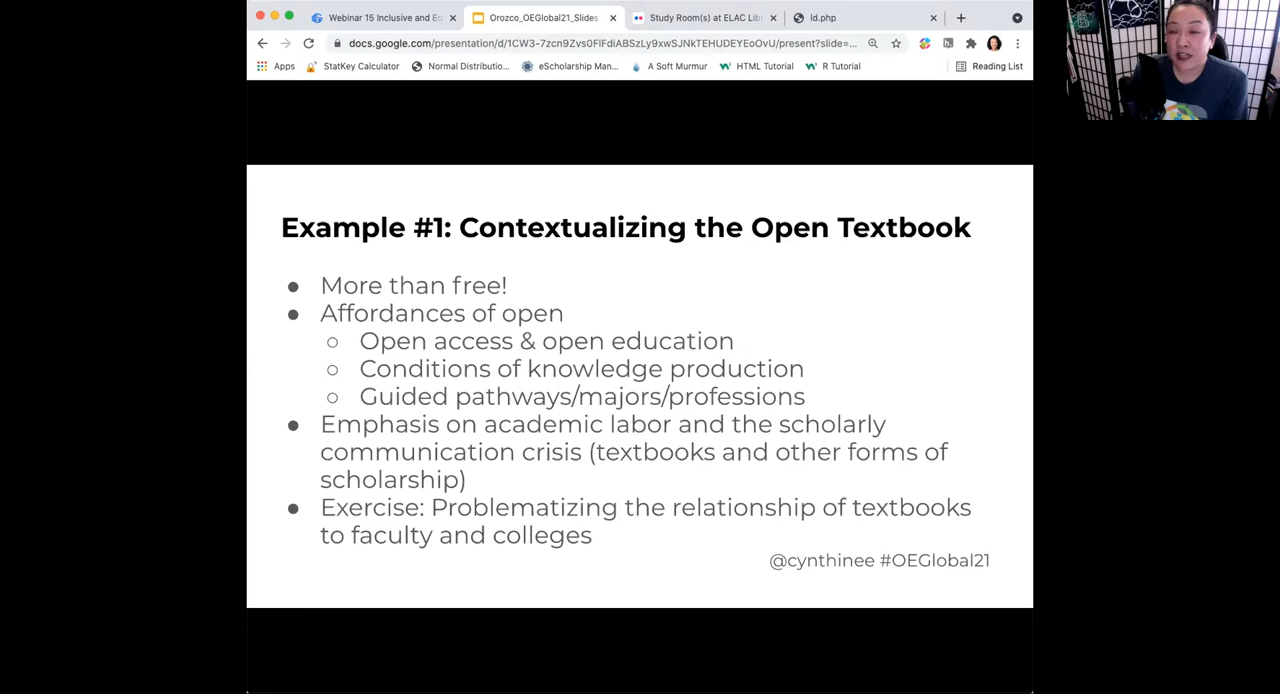 Webinar 15 Inclusive and Eq
Orozco_OEGlobal21_Slides
Study Room(s) at ELAC Libr
ld.php
docs.google.com/presentation/d/1CW3-7zcn9Zvs0FlFdiABSzLy9xwSJNkTEHUDEYEoOvU/present?slide=...
Apps StatKey Calculator Normal Distributio... eScholarship Man... A Soft Murmur HTML Tutorial R Tutorial Reading List
Example #1: Contextualizing the Open Textbook
● More than free!
● Affordances of open
○ Open access & open education
○ Conditions of knowledge production
○ Guided pathways/majors/professions
● Emphasis on academic labor and the scholarly
communication crisis (textbooks and other forms of
scholarship)
● Exercise: Problematizing the relationship of textbooks
to faculty and colleges
@cynthinee #OEGlobal21